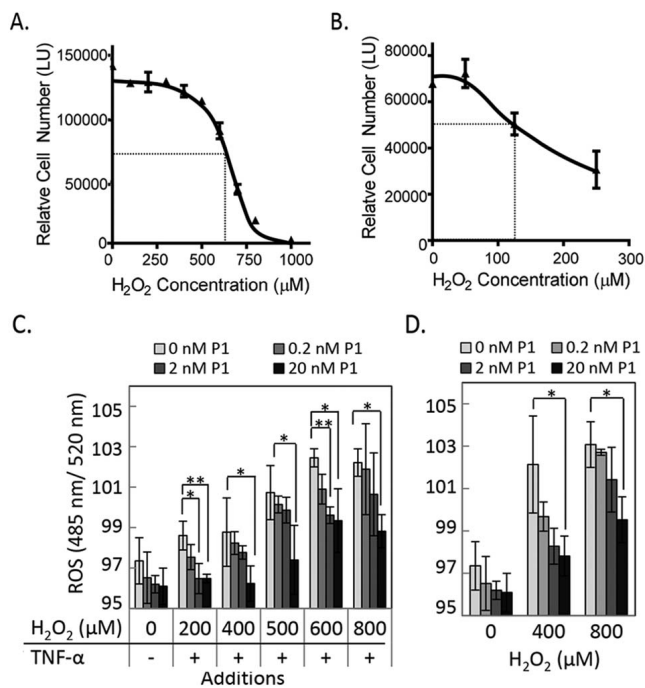 A.
Relatve Cell Number (LU)
150000
100000
50000
0
0 250 500 750 1000
H₂O₂ Concentration (μM)
B.
Relative Cell Number (LU)
80000
60000
40000
20000
0
0 100 200 300
H₂O₂ Concentration (μM)
C.
0 nM P1 0.2 nM P1
2 nM P1 20 nM P1
ROS (485 nm/ 520 nm)
105
103
101
99
97
95
** *
*
*
* **
*
H₂O₂ (μM) 0 200 400 500 600 800
TNF-α - + + + + +
Additions
D.
0 nM P1 0.2 nM P1
2 nM P1 20 nM P1
105
103
101
99
97
95
* *
0 400 800
H₂O₂ (μM)